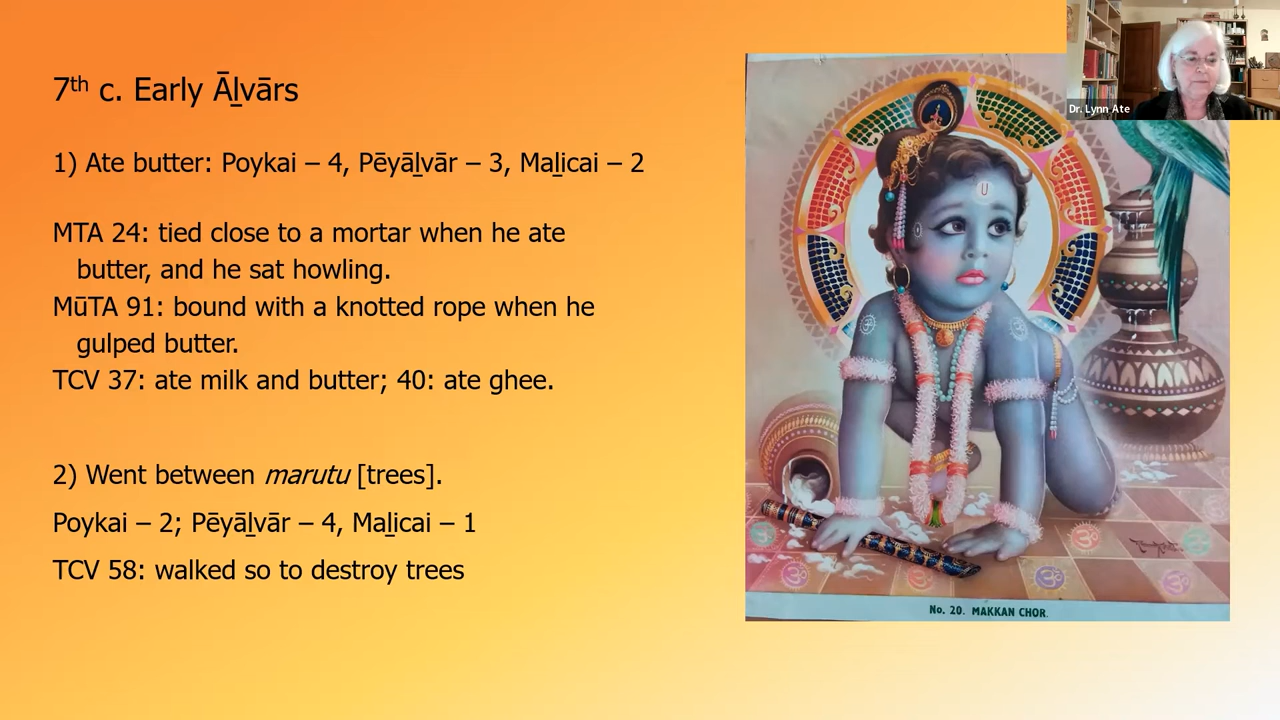 7th c. Early Āḻvārs
1) Ate butter: Poykai – 4, Pēyāḻvār – 3, Maḻicai – 2
MTA 24: tied close to a mortar when he ate
butter, and he sat howling.
MūTA 91: bound with a knotted rope when he
gulped butter.
TCV 37: ate milk and butter; 40: ate ghee.
2) Went between marutu [trees].
Poykai – 2; Pēyāḻvār – 4, Maḻicai – 1
TCV 58: walked so to destroy trees
Dr. Lynn Ate
No. 20. MAKKAN CHOR.